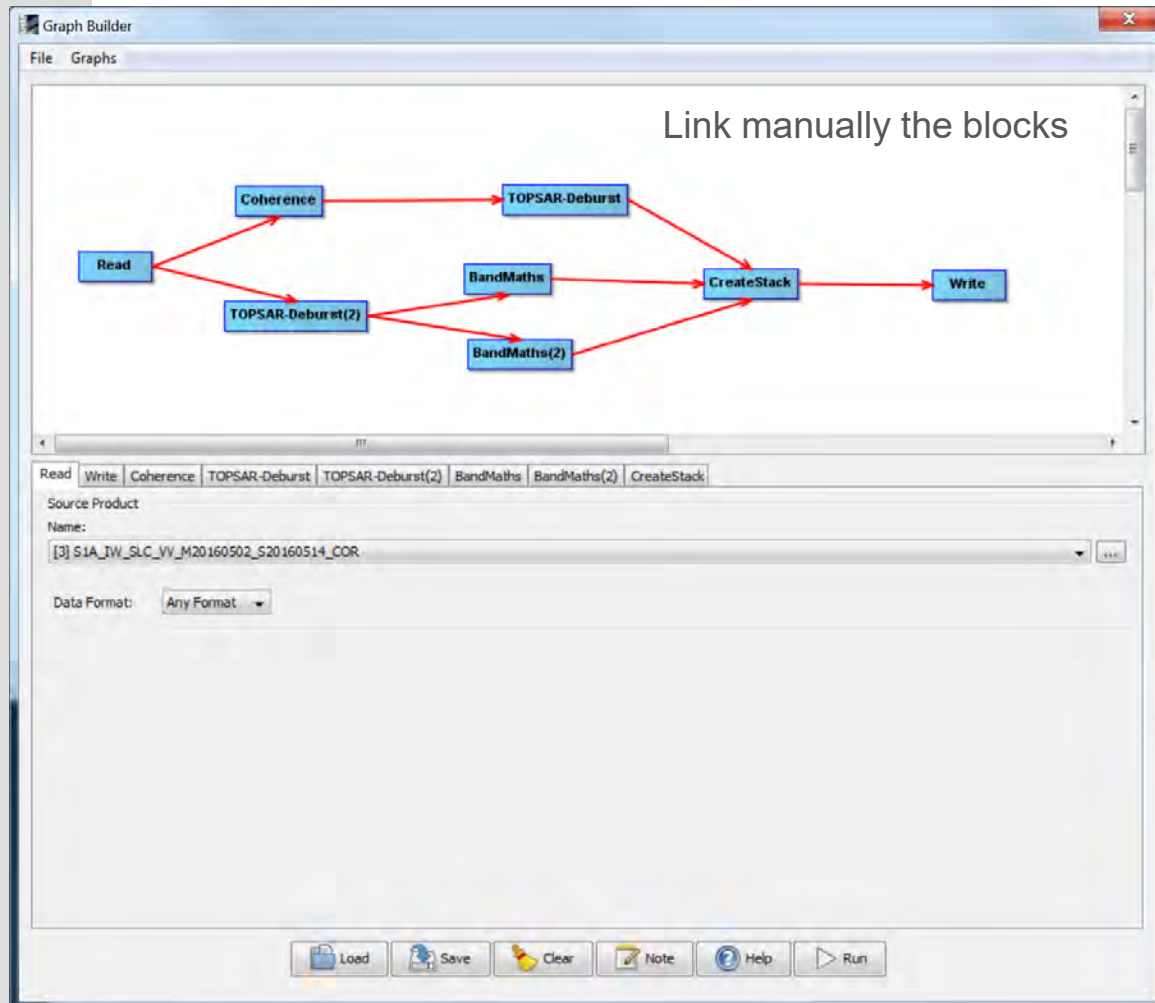 Graph Builder
File Graphs
Link manually the blocks
Coherence
TOPSAR-Deburst
Read
BandMaths
CreateStack
Write
TOPSAR-Deburst(2)
BandMaths(2)
Read Write Coherence TOPSAR-Deburst TOPSAR-Deburst(2) BandMaths BandMaths(2) CreateStack
Source Product
Name:
[3] S1A_IW_SLC_VV_M20160502_S20160514_COR
...
Data Format: Any Format
Load Save Clear Note Help Run